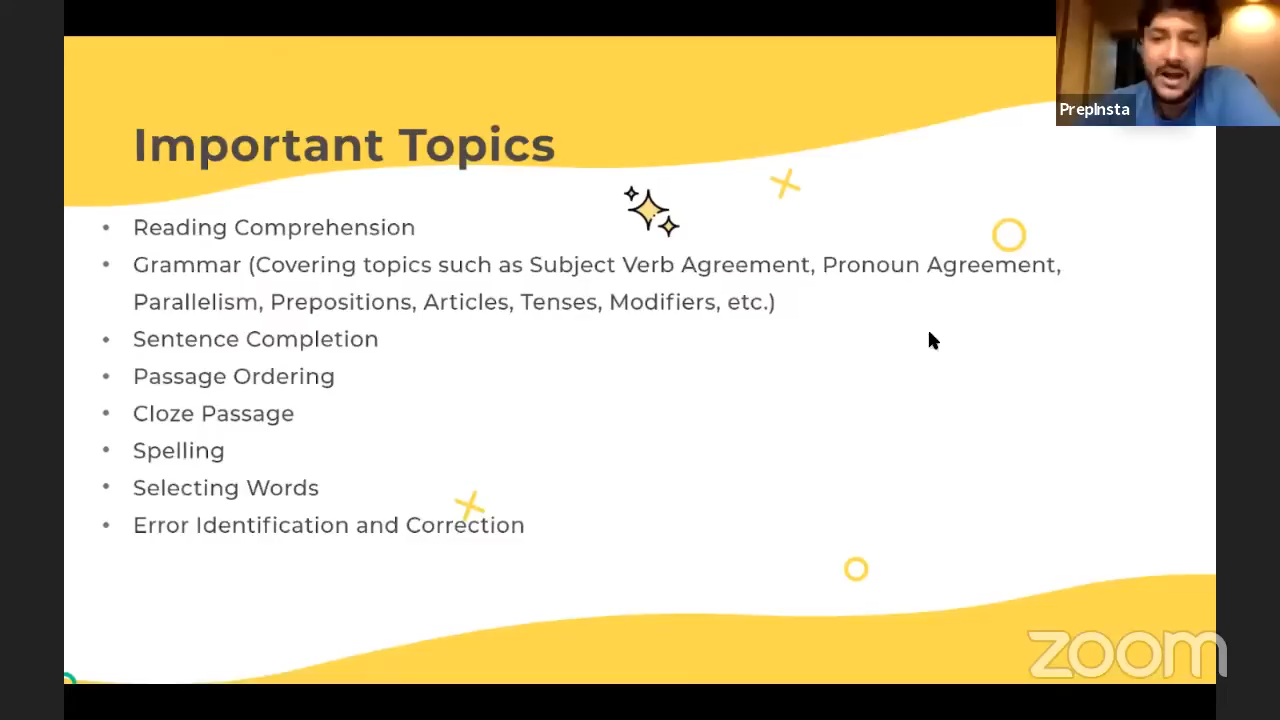 PrepInsta
Important Topics
• Reading Comprehension
• Grammar (Covering topics such as Subject Verb Agreement, Pronoun Agreement,
Parallelism, Prepositions, Articles, Tenses, Modifiers, etc.)
• Sentence Completion
• Passage Ordering
• Cloze Passage
• Spelling
• Selecting Words
• Error Identification and Correction
zoom